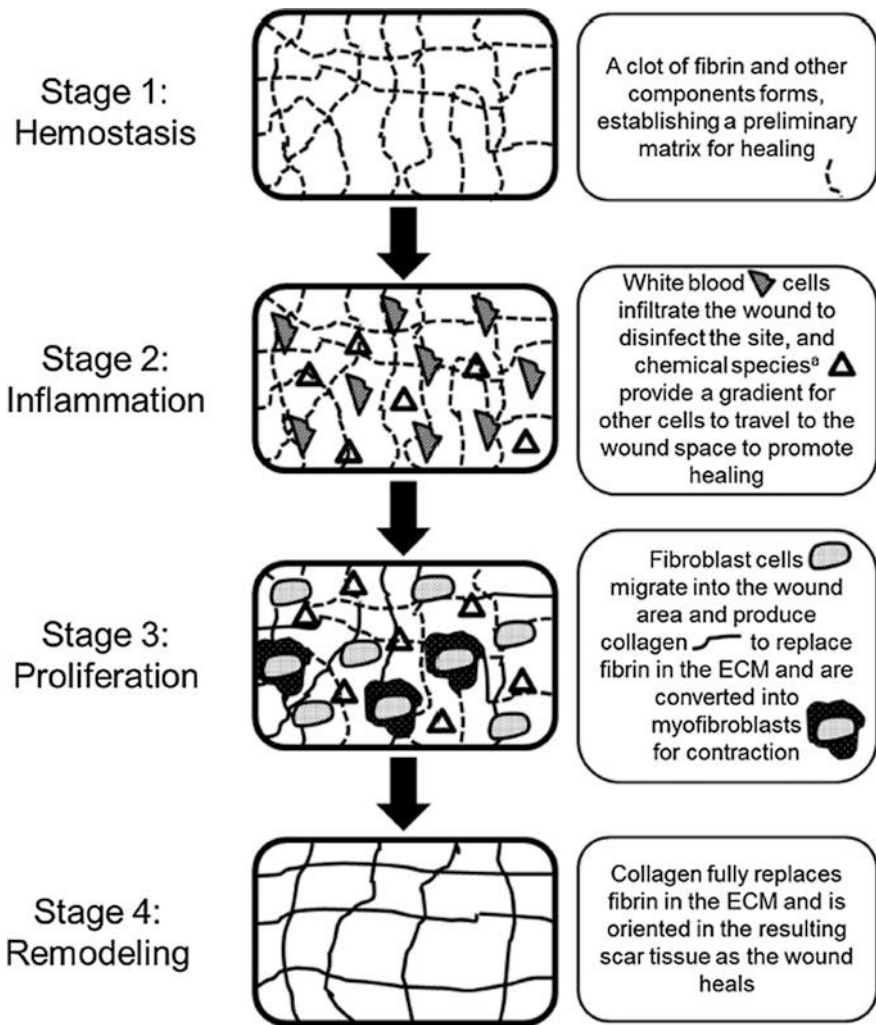 Stage 1:
Hemostasis
A clot of fibrin and other
components forms,
establishing a preliminary
matrix for healing
Stage 2:
Inflammation
White blood cells
infiltrate the wound to
disinfect the site, and
chemical speciesᵃ
provide a gradient for
other cells to travel to the
wound space to promote
healing
Stage 3:
Proliferation
Fibroblast cells
migrate into the wound
area and produce
collagen to replace
fibrin in the ECM and are
converted into
myofibroblasts
for contraction
Stage 4:
Remodeling
Collagen fully replaces
fibrin in the ECM and is
oriented in the resulting
scar tissue as the wound
heals